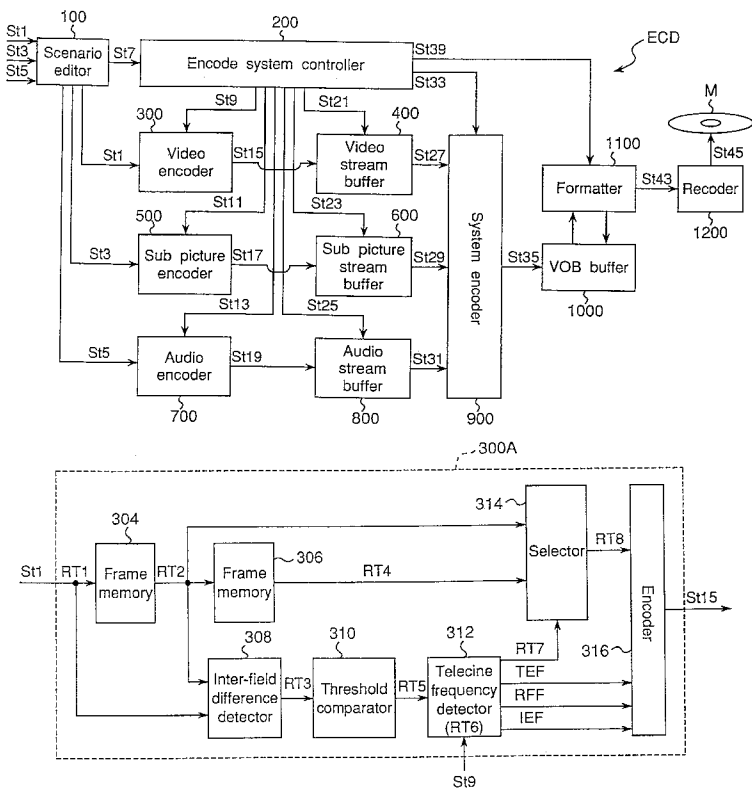 100
200
ECD
St1
St3
St5
Scenario
editor
St7
Encode system controller
St39
St33
M
St9
St21
300
400
1100
St45
St1
Video
encoder
St15
Video
stream
buffer
St27
Formatter
St43
Recoder
1200
St11
St23
500
600
St3
Sub picture
encoder
St17
Sub picture
stream
buffer
St29
System encoder
St35
VOB buffer
1000
St13
St25
St5
Audio
encoder
St19
Audio
stream
buffer
St31
700
800
900
300A
304
314
306
St1
RT1
Frame
memory
RT2
Frame
memory
RT4
Selector
RT8
Encoder
St15
308
310
312
RT7
316
Inter-field
difference
detector
RT3
Threshold
comparator
RT5
Telecine
frequency
detector
(RT6)
TEF
RFF
IEF
St9